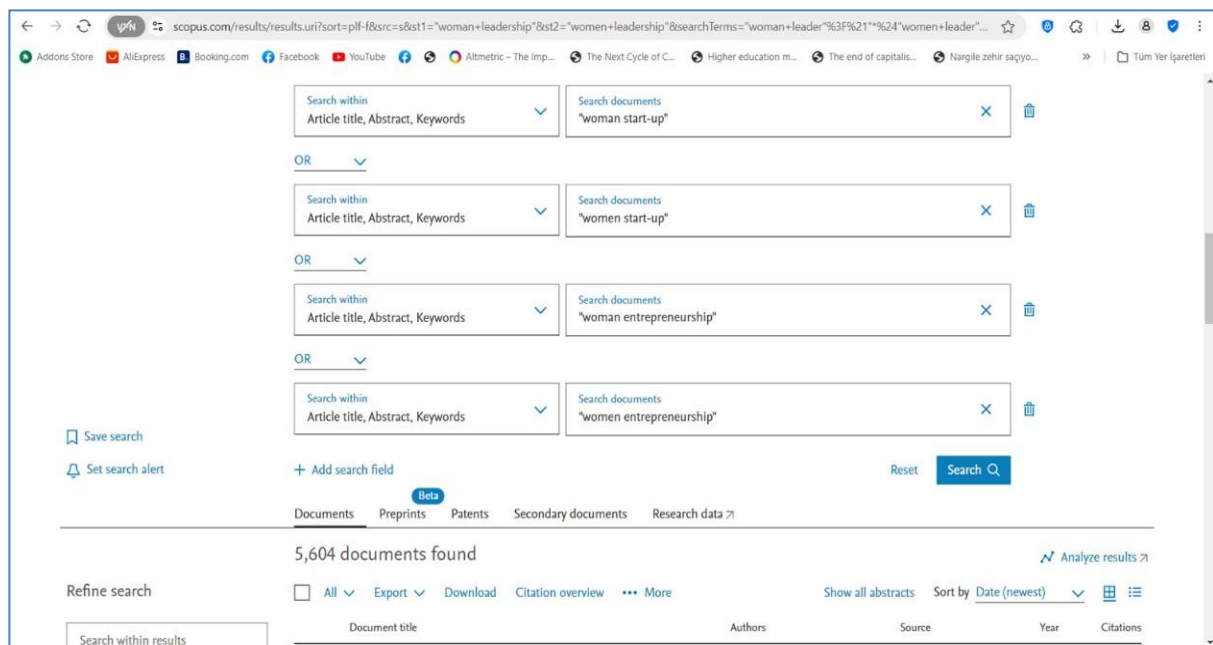 scopus.com/results/results.uri?sort=plf-f&src=s&st1="woman+leadership"&st2="women+leadership"&searchTerms="woman+leader"%3F%21"*%24"women+leader"...
Addons Store AliExpress B. Booking.com Facebook YouTube Altmetric – The Imp... The Next Cycle of C... Higher education m... The end of capitalis... Nargile zehir saçıyo... » Tüm Yer İşaretleri
Search within Search documents
Article title, Abstract, Keywords "woman start-up"
OR
Search within Search documents
Article title, Abstract, Keywords "women start-up"
OR
Search within Search documents
Article title, Abstract, Keywords "woman entrepreneurship"
OR
Search within Search documents
Article title, Abstract, Keywords "women entrepreneurship"
Save search
Set search alert + Add search field Reset Search
Beta
Documents Preprints Patents Secondary documents Research data
5,604 documents found
Analyze results
Refine search All Export Download Citation overview ••• More Show all abstracts Sort by Date (newest)
Document title Authors Source Year Citations
Search within results